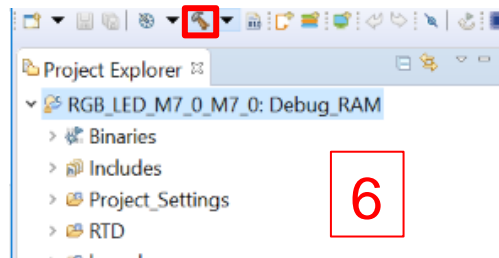 Project Explorer
RGB_LED_M7_0_M7_0: Debug_RAM
Binaries
Includes
Project_Settings
RTD
6